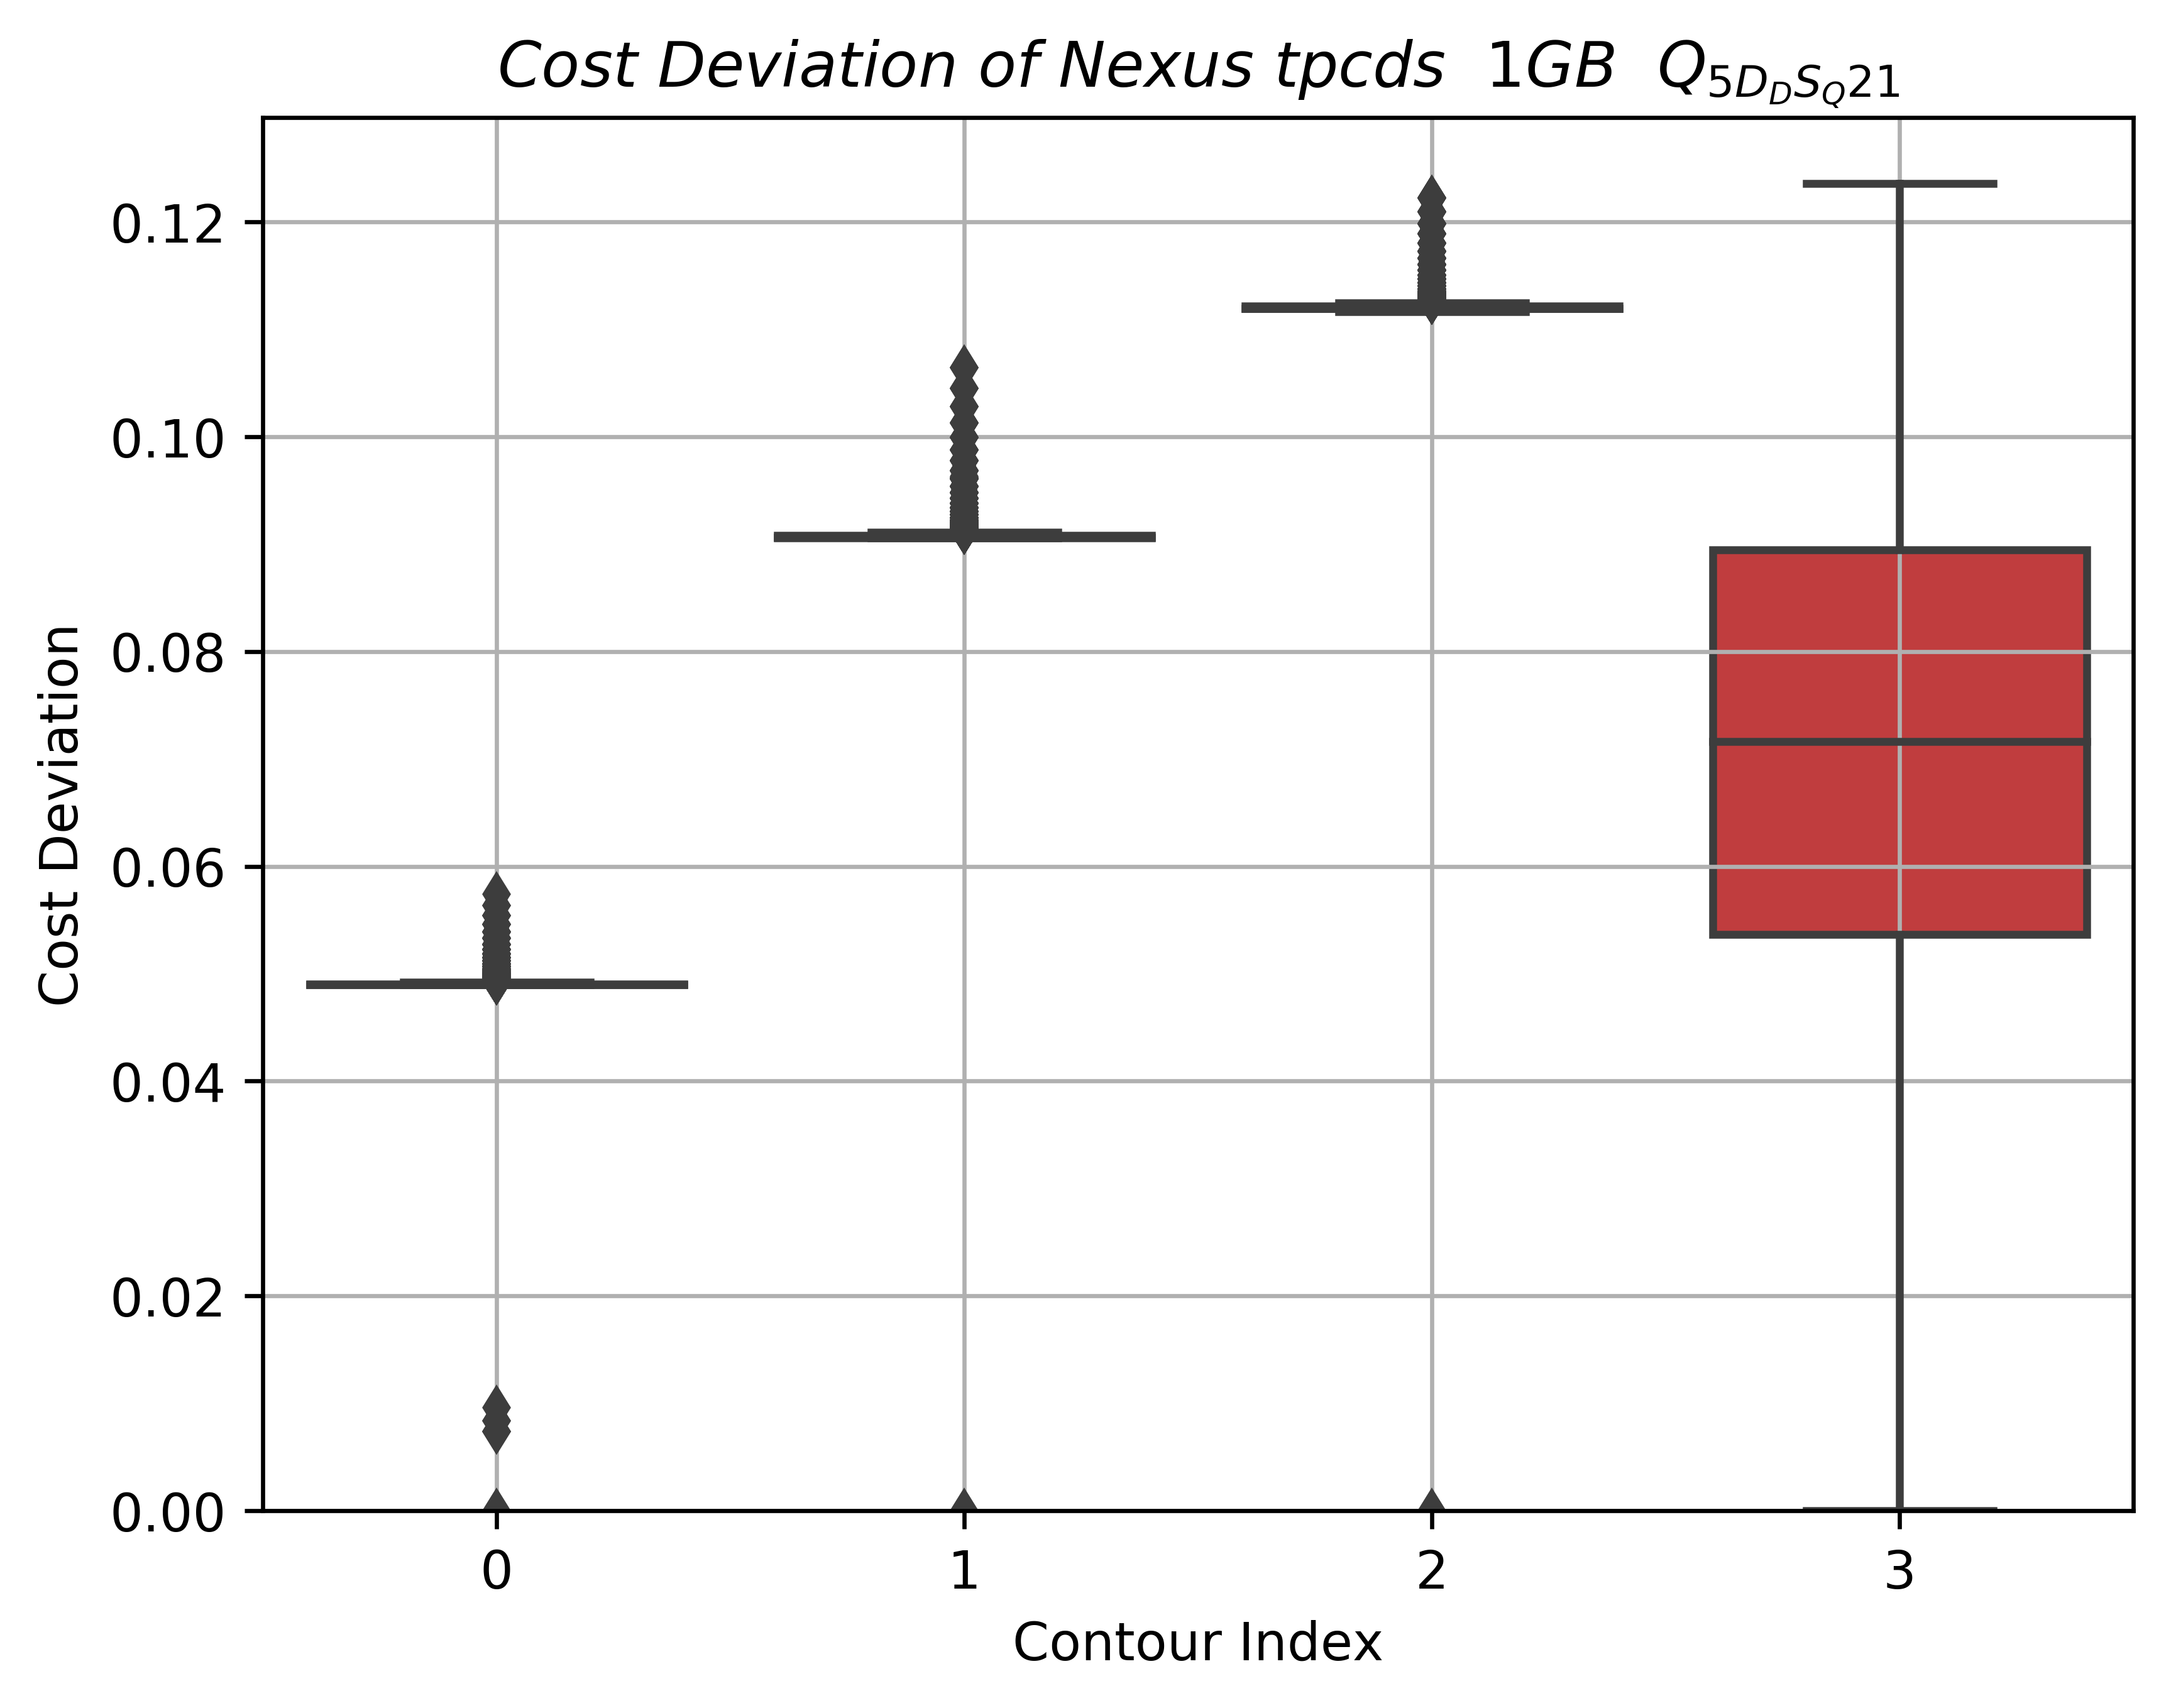 Cost Deviation of Nexus tpcds 1GB Q5DDSQ21
0.12
0.10
0.08
0.06
0.04
0.02
0.00
Cost Deviation
0 1 2 3
Contour Index